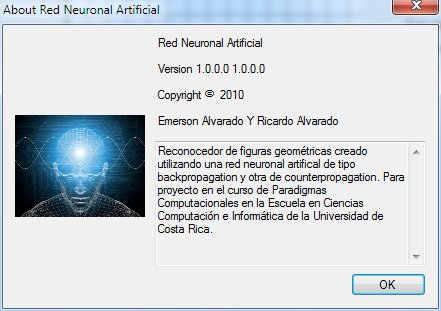 About Red Neuronal Artificial
Red Neuronal Artificial
Version 1.0.0.0 1.0.0.0
Copyright © 2010
Emerson Alvarado Y Ricardo Alvarado
Reconocedor de figuras geométricas creado
utilizando una red neuronal artifical de tipo
backpropagation y otra de counterpropagation. Para
proyecto en el curso de Paradigmas
Computacionales en la Escuela en Ciencias
Computación e Informática de la Universidad de
Costa Rica.
OK